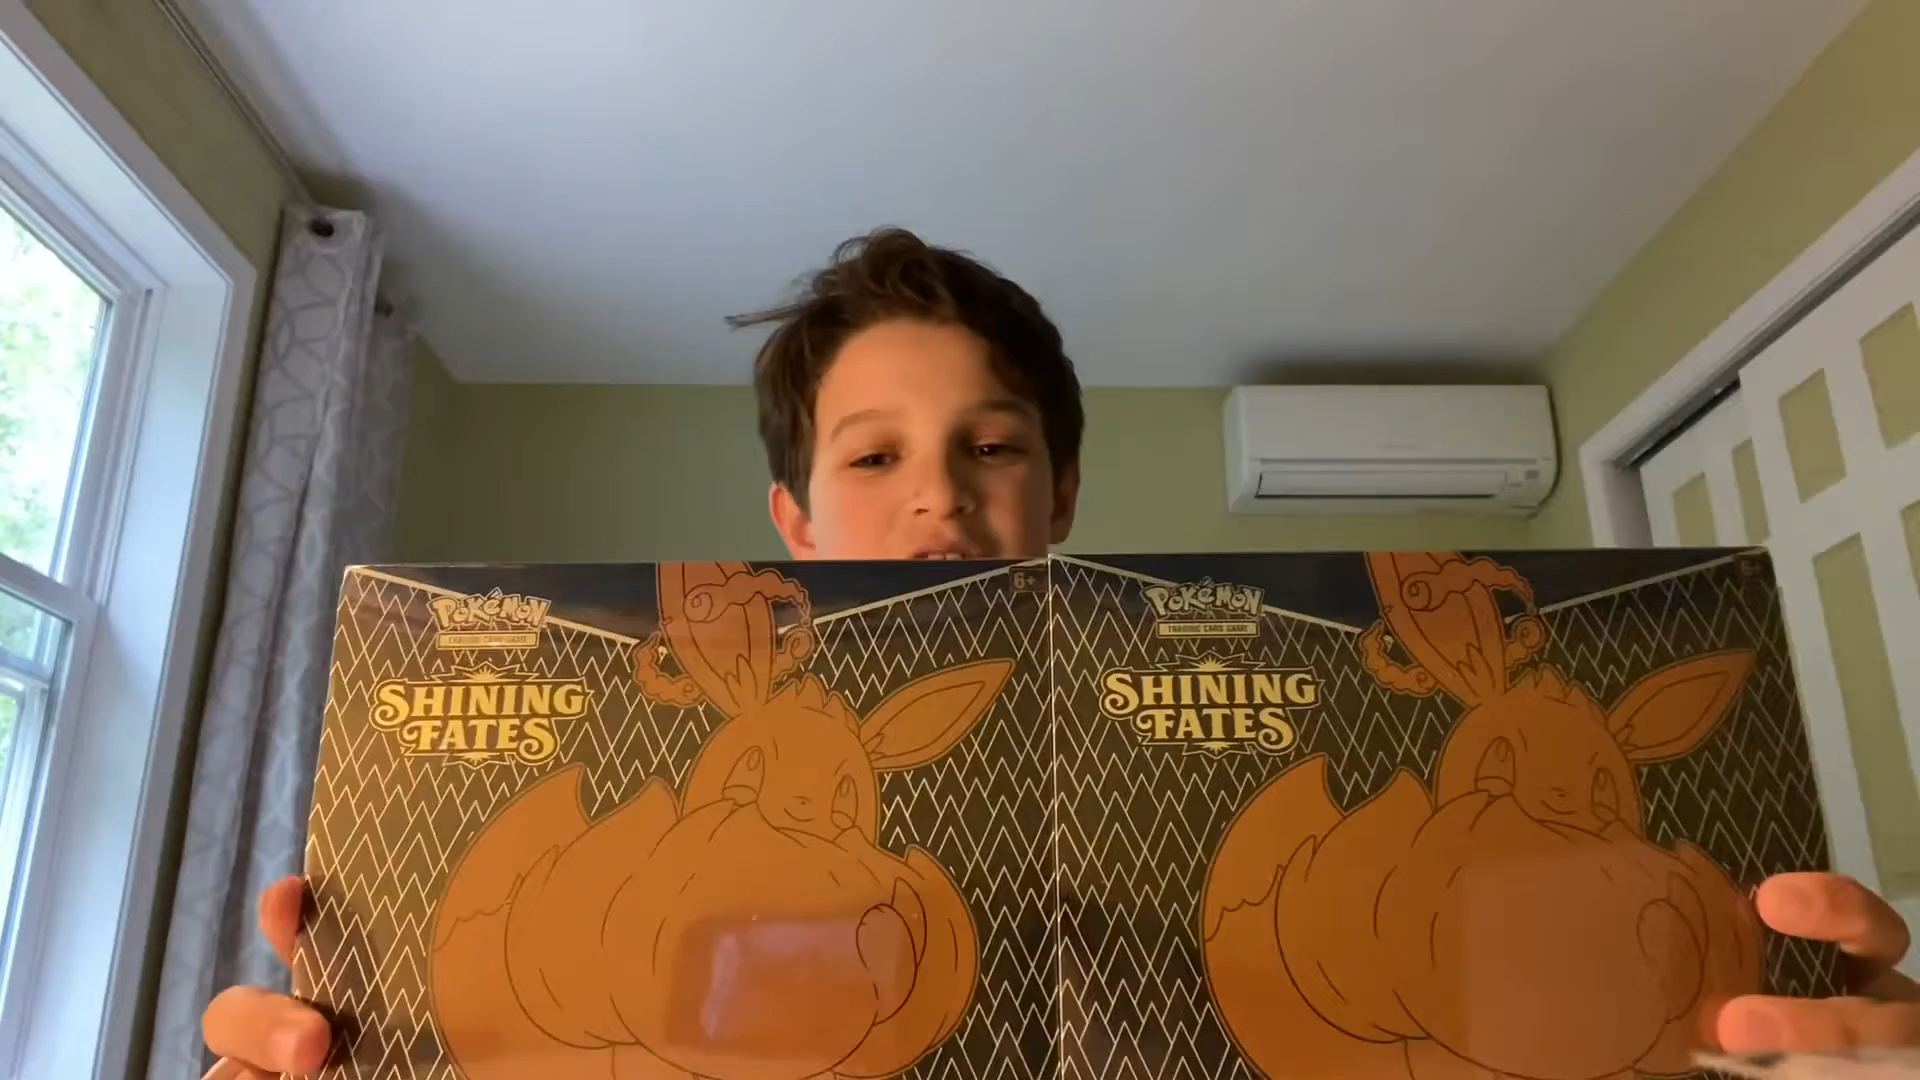 POKéMON
TRADING CARD GAME
SHINING
FATES
6+
POKéMON
TRADING CARD GAME
SHINING
FATES
6+